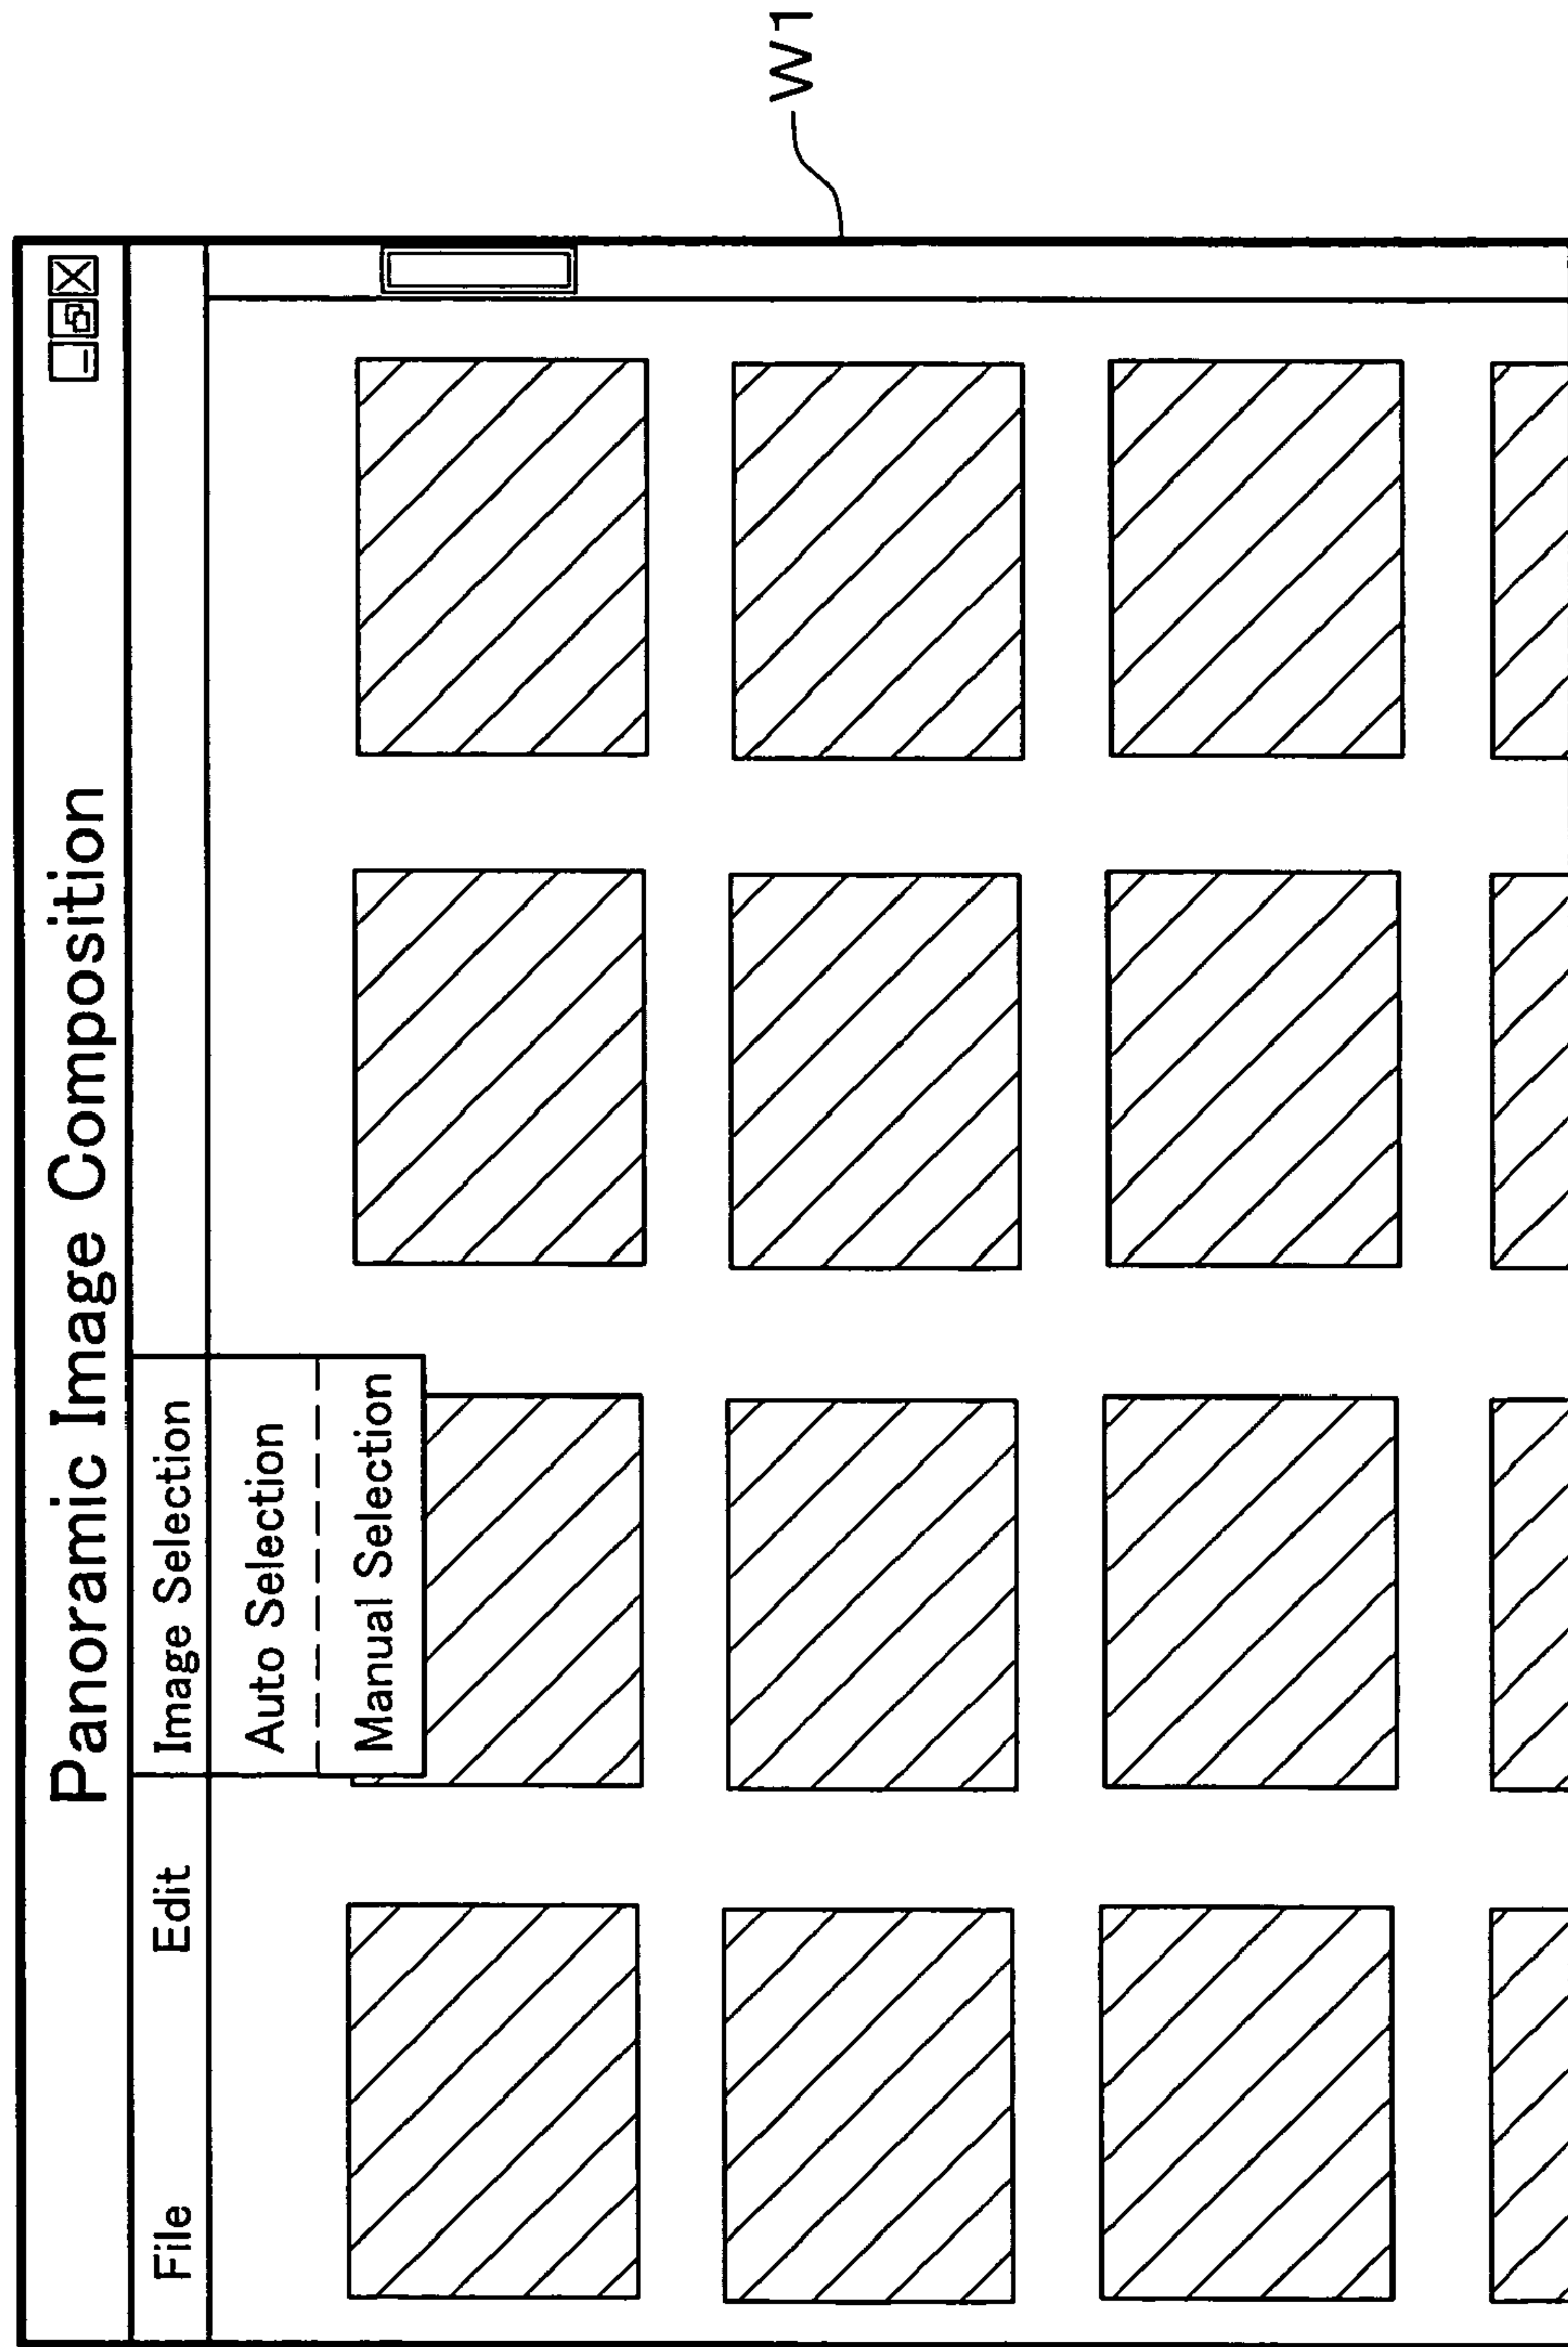 Panoramic Image Composition
File Edit Image Selection
Auto Selection
Manual Selection
W1